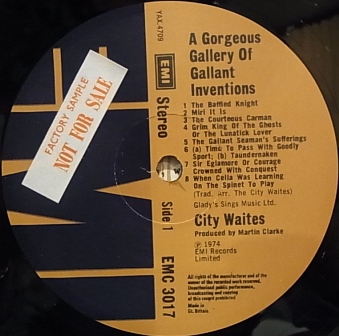 YAX.4709
A Gorgeous
Gallery Of
Gallant
Inventions
EMI
Stereo
FACTORY SAMPLE
NOT FOR SALE
1 The Baffled Knight
2 Miri It Is
3 The Courteous Carman
4 Grim King Of The Ghosts
Or The Lunatick Lover
5 The Gallant Seaman's Sufferings
6 (a) Time To Pass With Goodly
Sport; (b) Taundernaken
7 Sir Eglamore Or Courage
Crowned With Conquest
8 When Celia Was Learning
On The Spinet To Play
(Trad. Arr. The City Waites)
Glady's Sings Music Ltd.
Side 1
City Waites
Produced by Martin Clarke
EMC 3017
℗ 1974
EMI Records
Limited
All rights of the manufacturer and of the
owner of the recorded work reserved.
Unauthorised public performance,
broadcasting and copying
of this record prohibited.
Made in
Gt. Britain